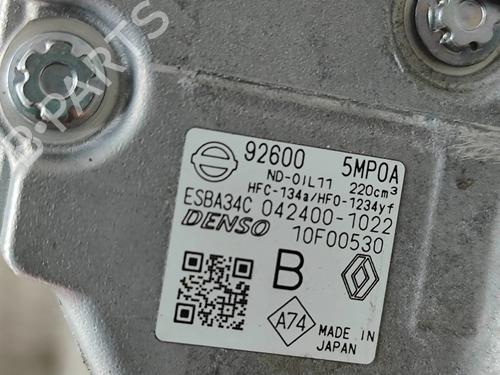 B-PARTS
92600 5MP0A
ND-OIL11 220cm³
HFC-134a/HFO-1234yf
ESBA34C 042400-1022
DENSO 10F00530
B
A74
MADE IN
JAPAN